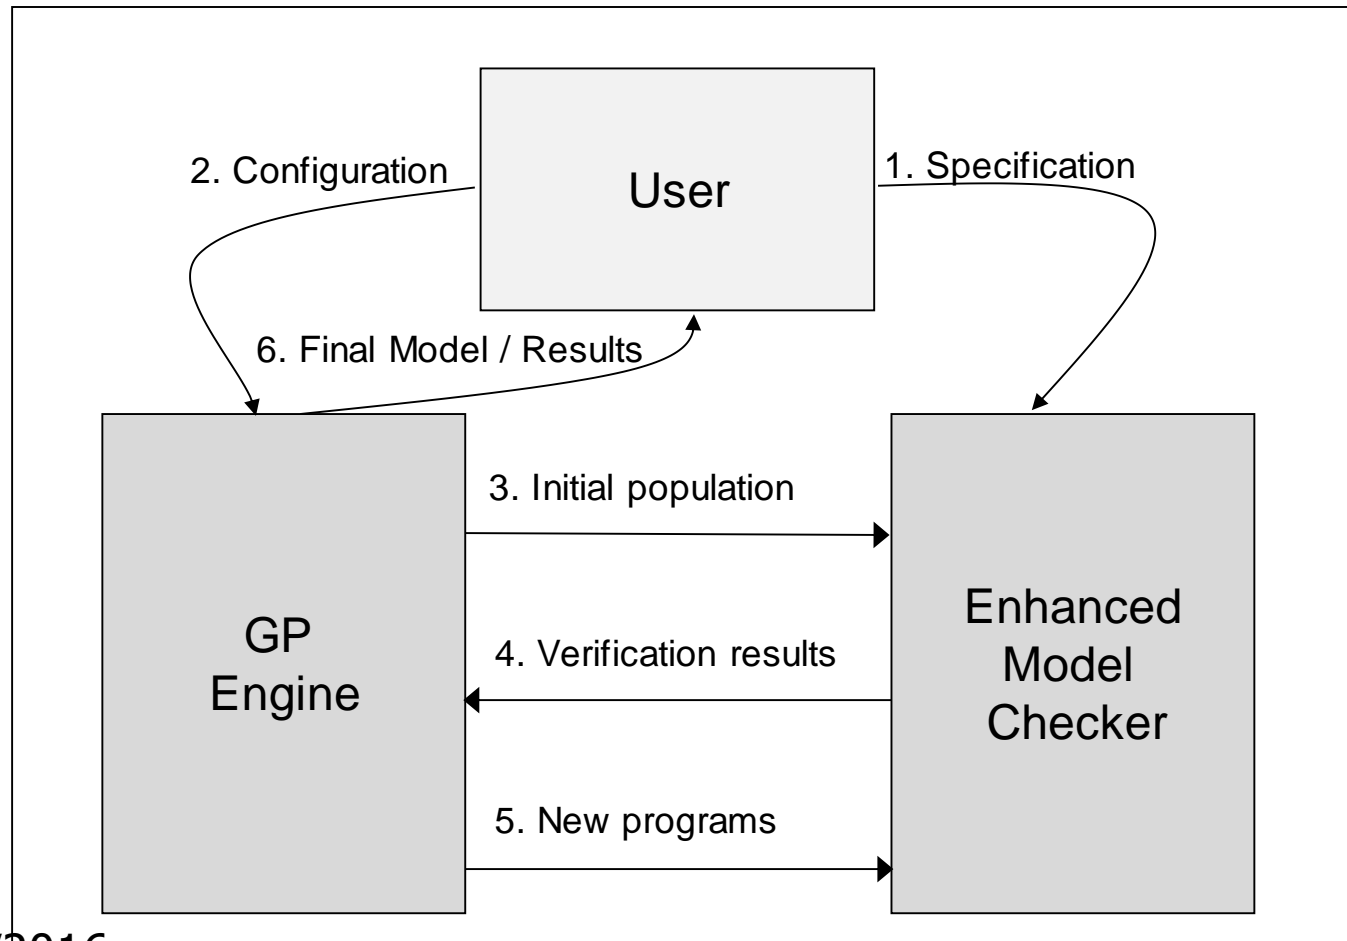 2. Configuration
User
1. Specification
6. Final Model / Results
3. Initial population
GP
Engine
4. Verification results
Enhanced
Model
Checker
5. New programs